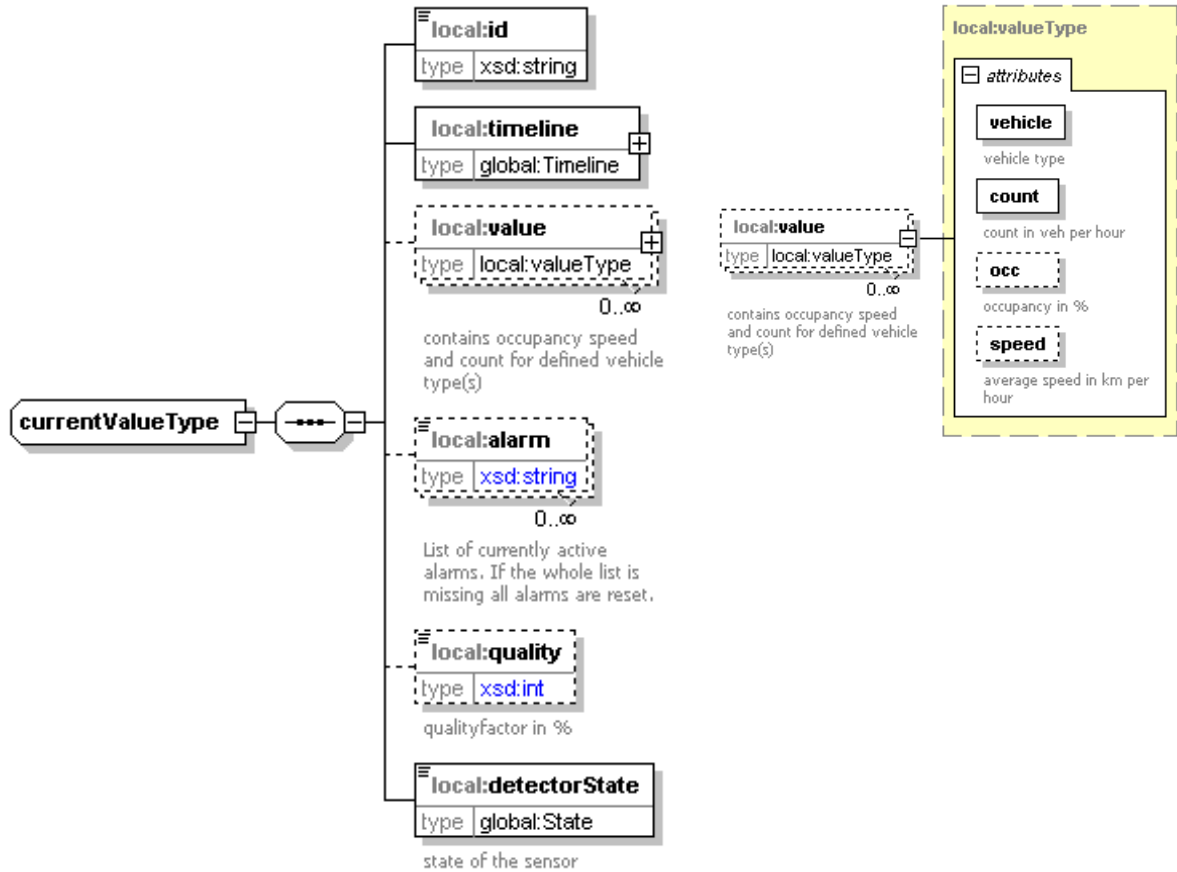 local:id
type xsd:string
local:timeline
type global:Timeline
local:value
type local:valueType
0..∞
contains occupancy speed
and count for defined vehicle
type(s)
currentValueType
local:alarm
type xsd:string
0..∞
List of currently active
alarms. If the whole list is
missing all alarms are reset.
local:quality
type xsd:int
qualityfactor in %
local:detectorState
type global:State
state of the sensor
local:value
type local:valueType
0..∞
contains occupancy speed
and count for defined vehicle
type(s)
local:valueType
attributes
vehicle
vehicle type
count
count in veh per hour
occ
occupancy in %
speed
average speed in km per
hour